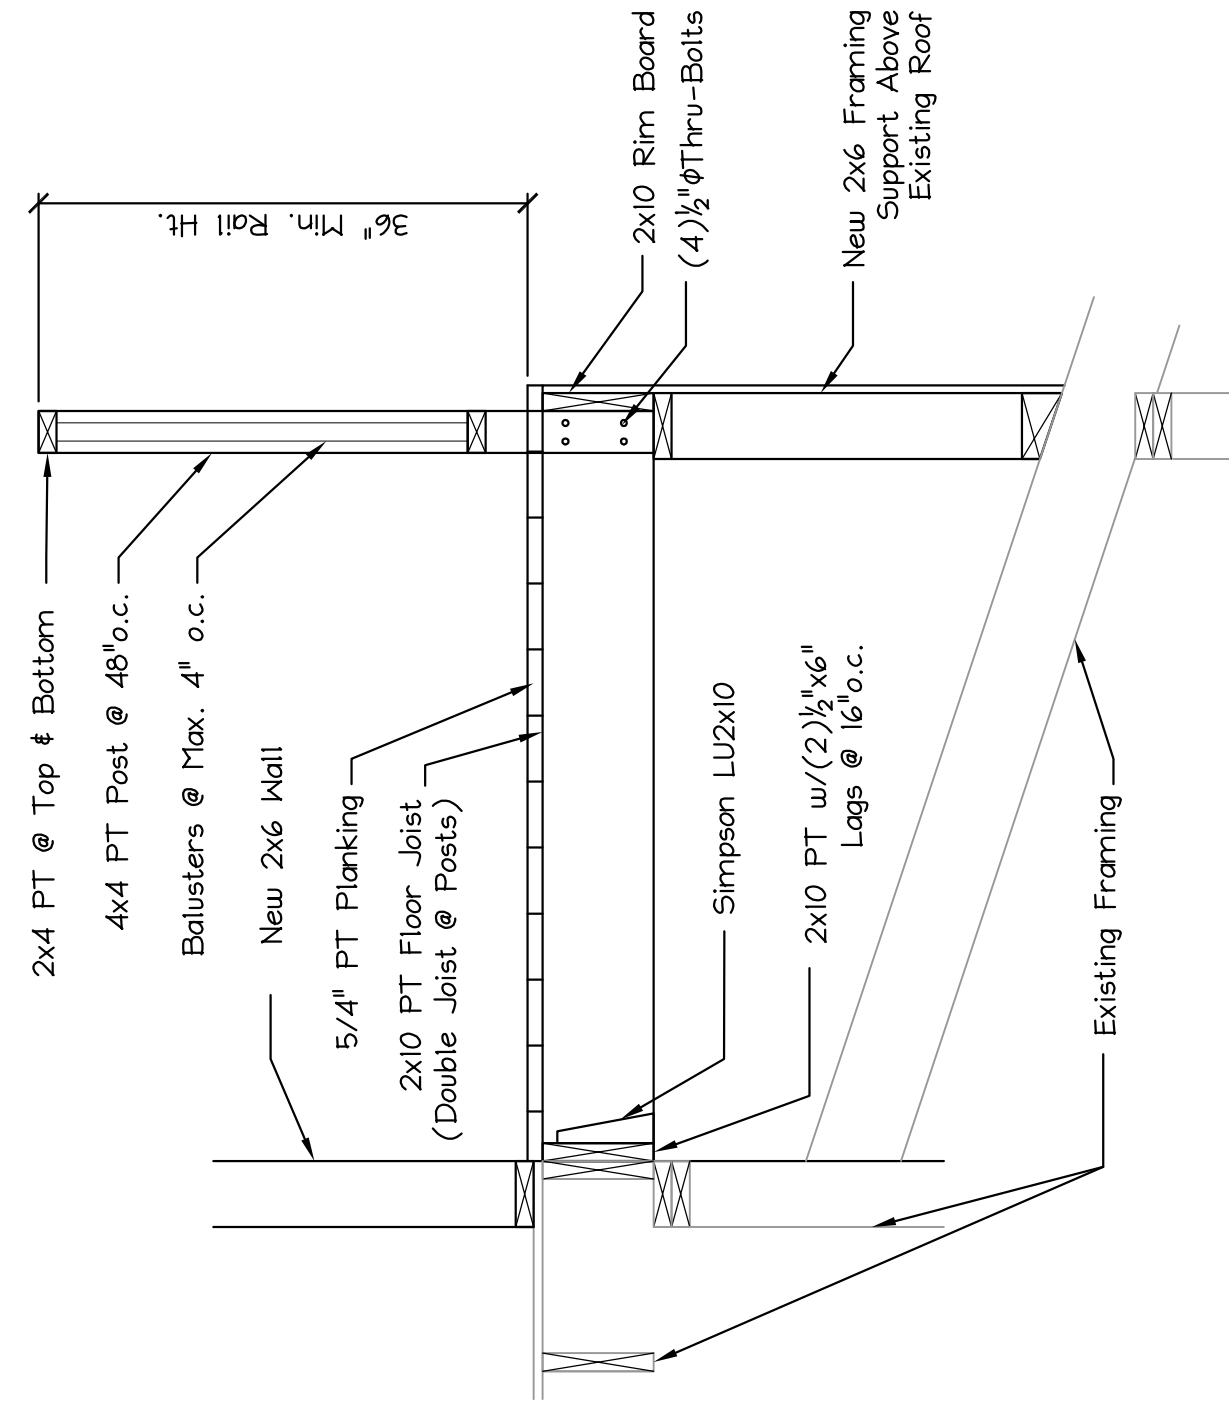 2x4 PT @ Top & Bottom
4x4 PT Post @ 48"o.c.
Balusters @ Max. 4" o.c.
New 2x6 Wall
5/4" PT Planking
2x10 PT Floor Joist
(Double Joist @ Posts)
Simpson LU2x10
2x10 PT w/(2)½"x6"
Lags @ 16"o.c.
Existing Framing
36" Min. Rail Ht.
2x10 Rim Board
(4)½"ϕThru-Bolts
New 2x6 Framing
Support Above
Existing Roof